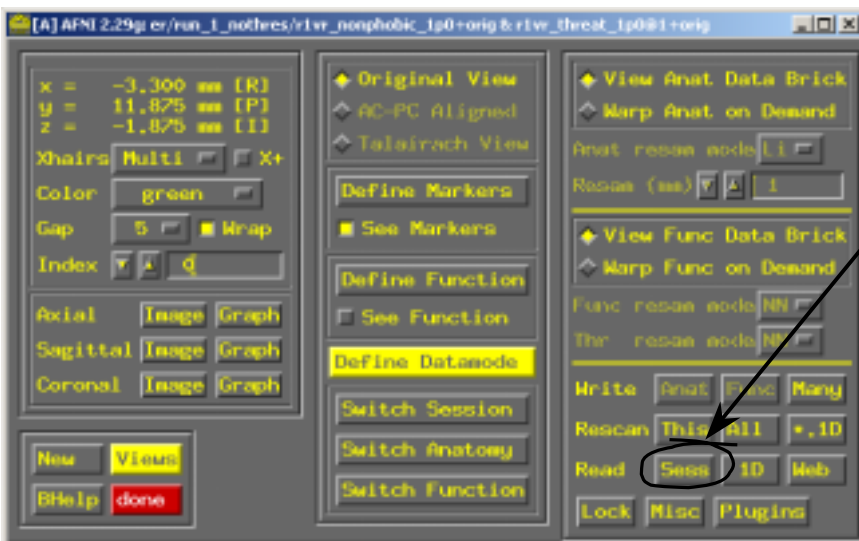 [A] AFNI 2.29g: er/run_1_nothres/r1vr_nonphobic_1p0+orig & r1vr_threat_1p0@1+orig
x = -3.300 mm [R]
y = 11.875 mm [P]
z = -1.875 mm [I]
Xhairs Multi X+
Color green
Gap 5 Wrap
Index 0
Axial Image Graph
Sagittal Image Graph
Coronal Image Graph
New Views
BHelp done
Original View
AC-PC Aligned
Talairach View
Define Markers
See Markers
Define Function
See Function
Define Datamode
Switch Session
Switch Anatomy
Switch Function
View Anat Data Brick
Warp Anat on Demand
Anat resam mode Li
Resam (mm) 1
View Func Data Brick
Warp Func on Demand
Func resam mode NN
Thr resam mode NN
Write Anat Func Many
Rescan This All *.1D
Read Sess 1D Web
Lock Misc Plugins